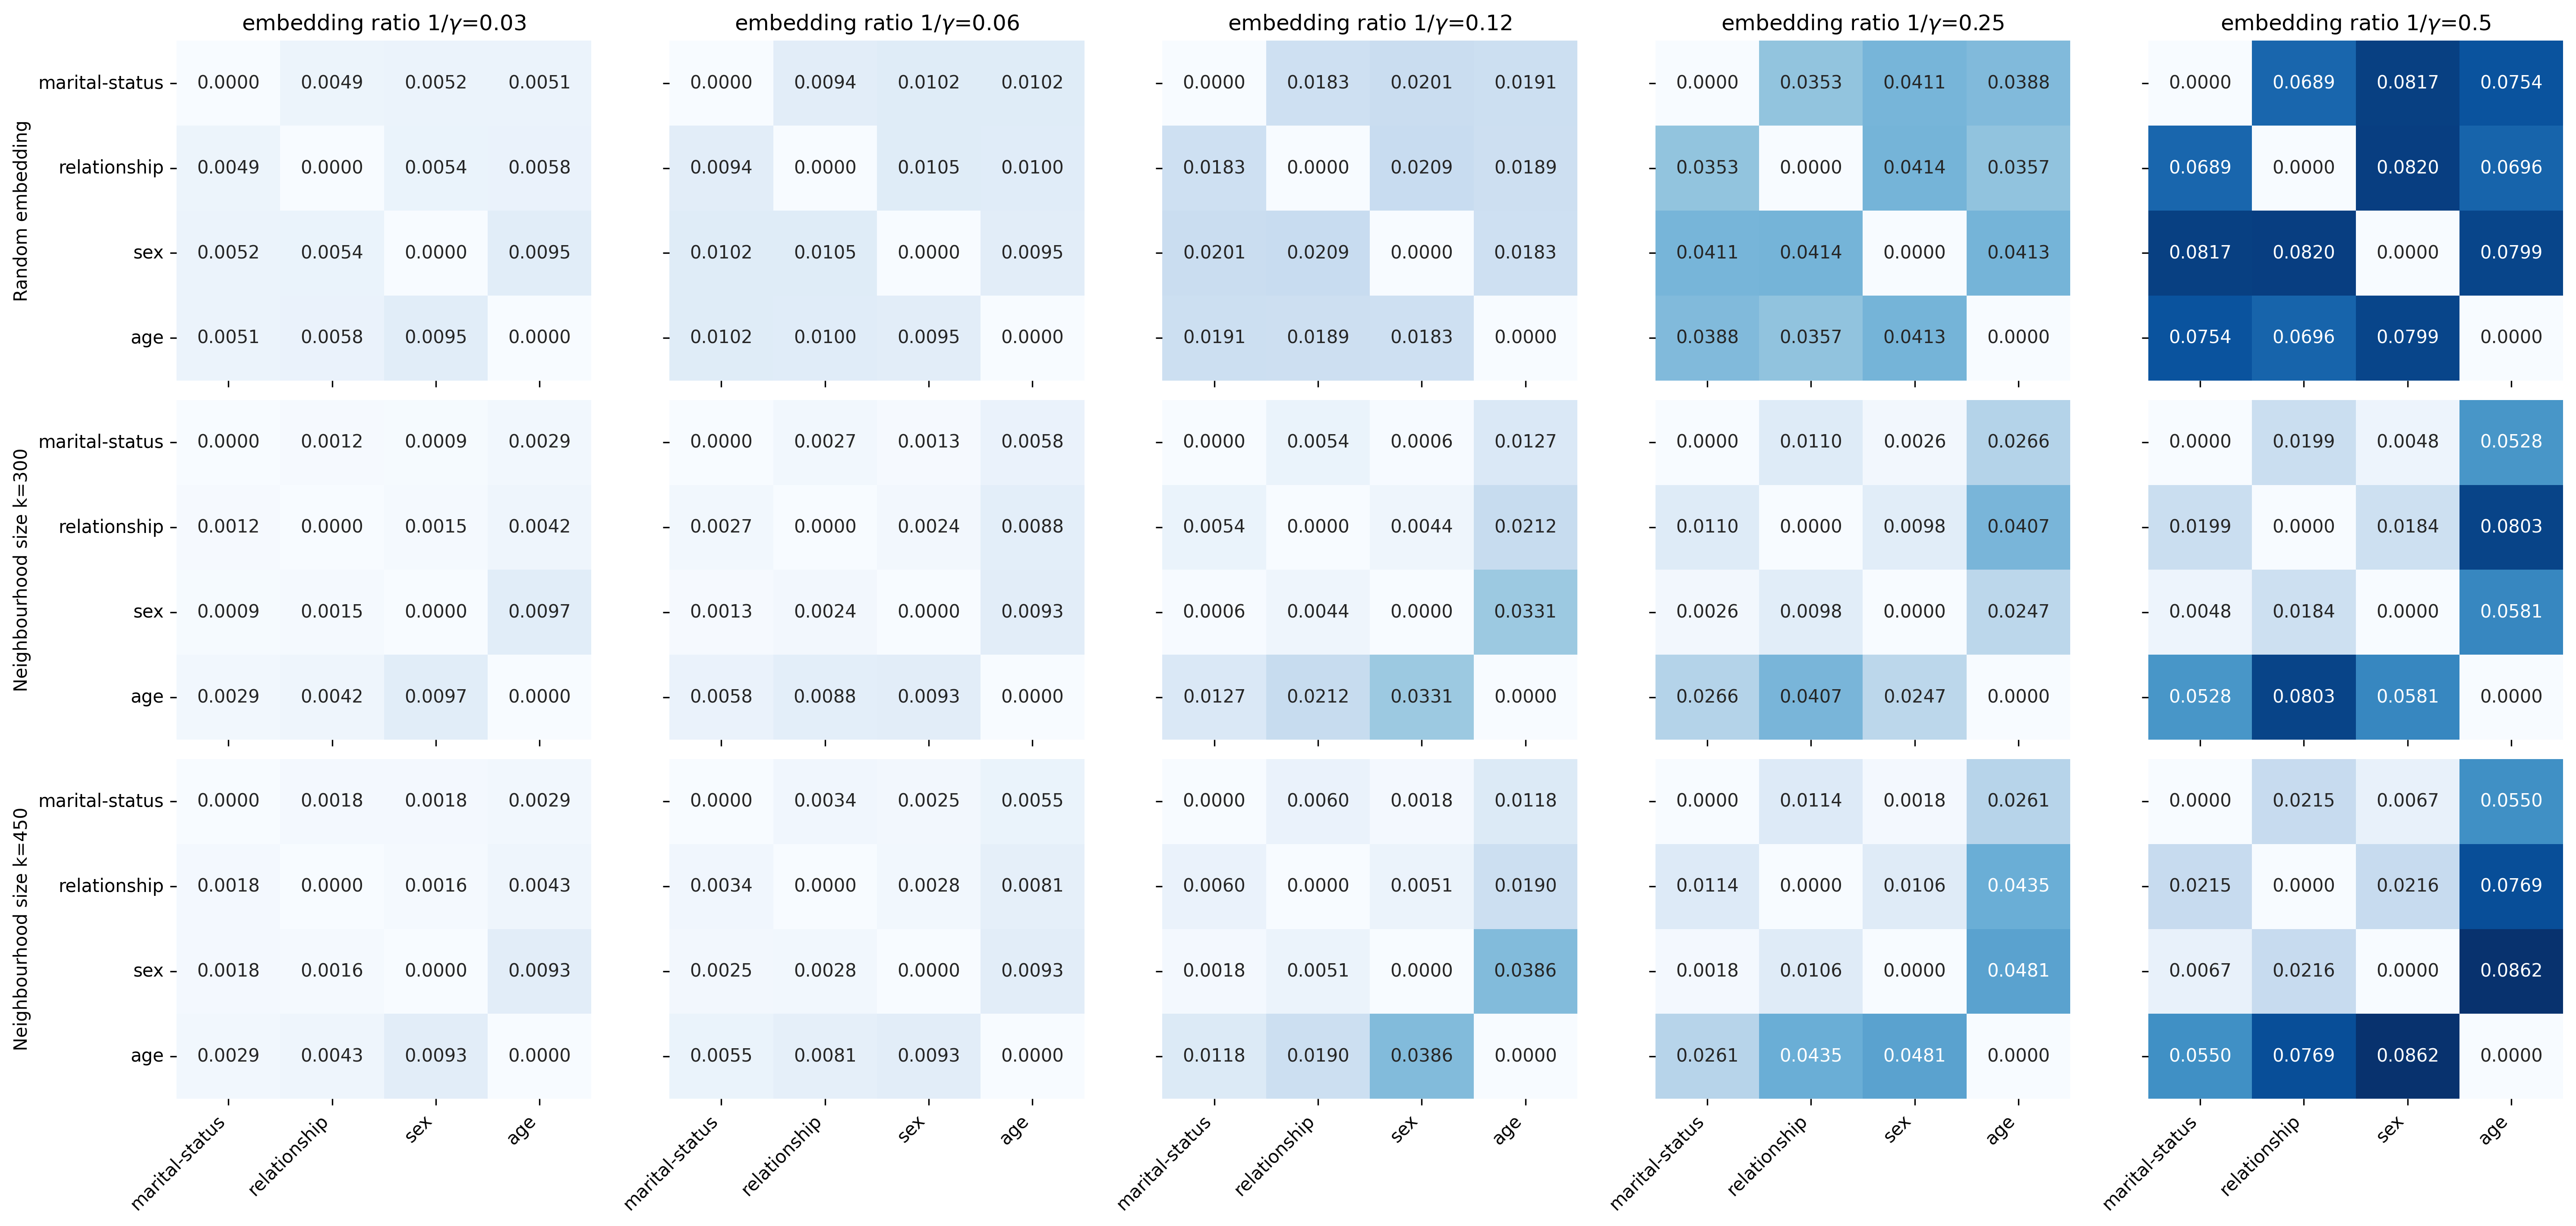 embedding ratio 1/γ=0.03 embedding ratio 1/γ=0.06 embedding ratio 1/γ=0.12 embedding ratio 1/γ=0.25 embedding ratio 1/γ=0.5
Random embedding
marital-status 0.0000 0.0049 0.0052 0.0051 0.0000 0.0094 0.0102 0.0102 0.0000 0.0183 0.0201 0.0191 0.0000 0.0353 0.0411 0.0388 0.0000 0.0689 0.0817 0.0754
relationship 0.0049 0.0000 0.0054 0.0058 0.0094 0.0000 0.0105 0.0100 0.0183 0.0000 0.0209 0.0189 0.0353 0.0000 0.0414 0.0357 0.0689 0.0000 0.0820 0.0696
sex 0.0052 0.0054 0.0000 0.0095 0.0102 0.0105 0.0000 0.0095 0.0201 0.0209 0.0000 0.0183 0.0411 0.0414 0.0000 0.0413 0.0817 0.0820 0.0000 0.0799
age 0.0051 0.0058 0.0095 0.0000 0.0102 0.0100 0.0095 0.0000 0.0191 0.0189 0.0183 0.0000 0.0388 0.0357 0.0413 0.0000 0.0754 0.0696 0.0799 0.0000
Neighbourhood size k=300
marital-status 0.0000 0.0012 0.0009 0.0029 0.0000 0.0027 0.0013 0.0058 0.0000 0.0054 0.0006 0.0127 0.0000 0.0110 0.0026 0.0266 0.0000 0.0199 0.0048 0.0528
relationship 0.0012 0.0000 0.0015 0.0042 0.0027 0.0000 0.0024 0.0088 0.0054 0.0000 0.0044 0.0212 0.0110 0.0000 0.0098 0.0407 0.0199 0.0000 0.0184 0.0803
sex 0.0009 0.0015 0.0000 0.0097 0.0013 0.0024 0.0000 0.0093 0.0006 0.0044 0.0000 0.0331 0.0026 0.0098 0.0000 0.0247 0.0048 0.0184 0.0000 0.0581
age 0.0029 0.0042 0.0097 0.0000 0.0058 0.0088 0.0093 0.0000 0.0127 0.0212 0.0331 0.0000 0.0266 0.0407 0.0247 0.0000 0.0528 0.0803 0.0581 0.0000
Neighbourhood size k=450
marital-status 0.0000 0.0018 0.0018 0.0029 0.0000 0.0034 0.0025 0.0055 0.0000 0.0060 0.0018 0.0118 0.0000 0.0114 0.0018 0.0261 0.0000 0.0215 0.0067 0.0550
relationship 0.0018 0.0000 0.0016 0.0043 0.0034 0.0000 0.0028 0.0081 0.0060 0.0000 0.0051 0.0190 0.0114 0.0000 0.0106 0.0435 0.0215 0.0000 0.0216 0.0769
sex 0.0018 0.0016 0.0000 0.0093 0.0025 0.0028 0.0000 0.0093 0.0018 0.0051 0.0000 0.0386 0.0018 0.0106 0.0000 0.0481 0.0067 0.0216 0.0000 0.0862
age 0.0029 0.0043 0.0093 0.0000 0.0055 0.0081 0.0093 0.0000 0.0118 0.0190 0.0386 0.0000 0.0261 0.0435 0.0481 0.0000 0.0550 0.0769 0.0862 0.0000
marital-status relationship sex age marital-status relationship sex age marital-status relationship sex age marital-status relationship sex age marital-status relationship sex age